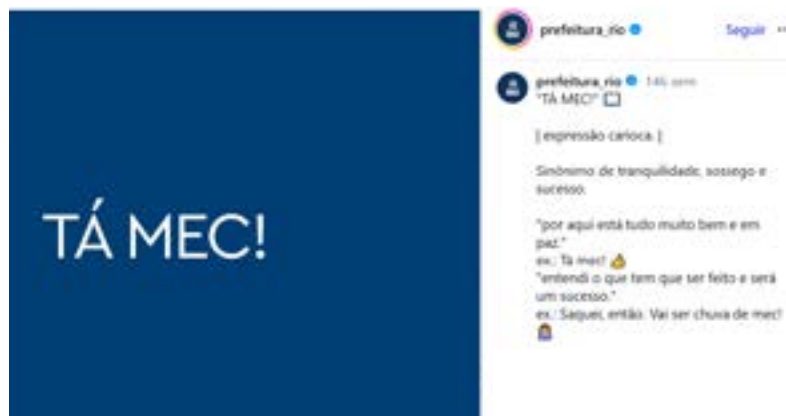 TÁ MEC!
prefeitura_rio
Seguir
prefeitura_rio 146 sem
"TÁ MEC!"
[ expressão carioca. ]
Sinônimo de tranquilidade, sossego e
sucesso.
"por aqui está tudo muito bem e em
paz."
ex.: Tá mec!
"entendi o que tem que ser feito e será
um sucesso."
ex.: Saquei, então. Vai ser chuva de mec!